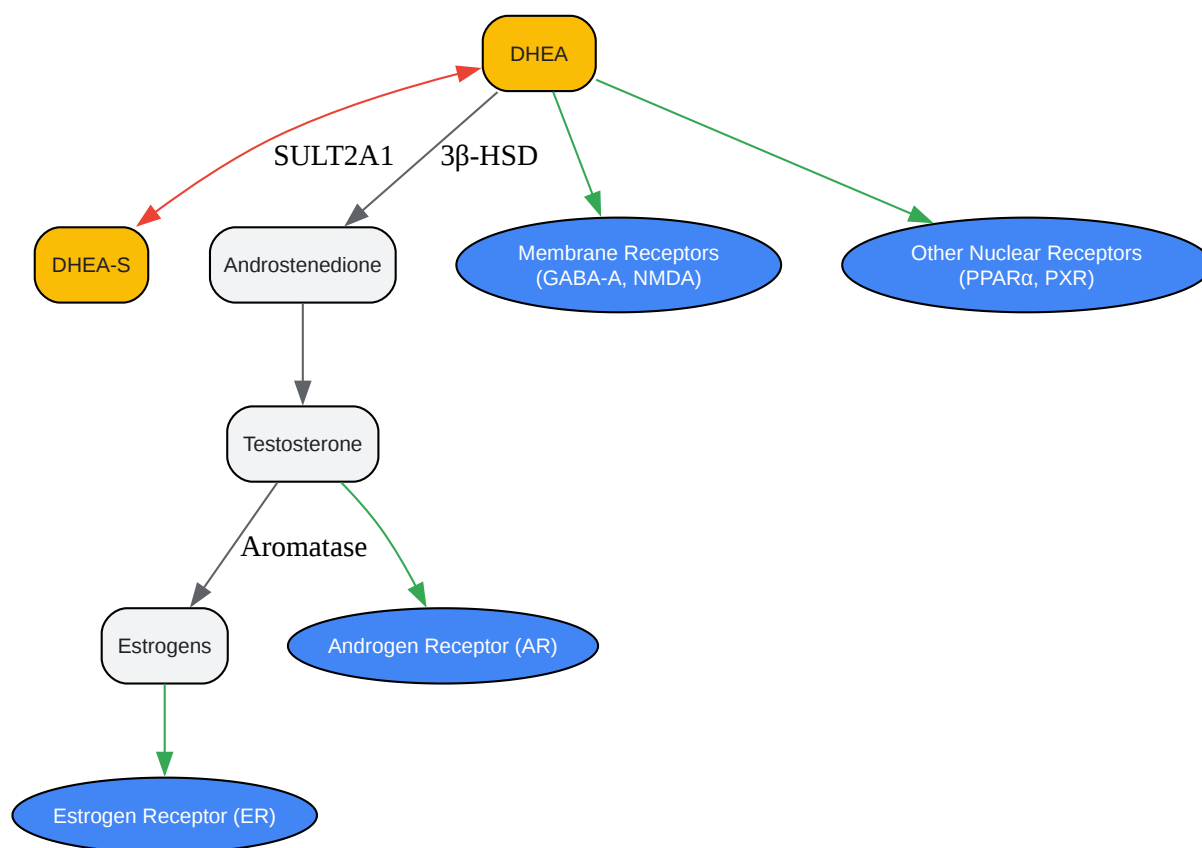 DHEA
SULT2A1
3β-HSD
DHEA-S
Androstenedione
Membrane Receptors
(GABA-A, NMDA)
Other Nuclear Receptors
(PPARα, PXR)
Testosterone
Aromatase
Estrogens
Androgen Receptor (AR)
Estrogen Receptor (ER)